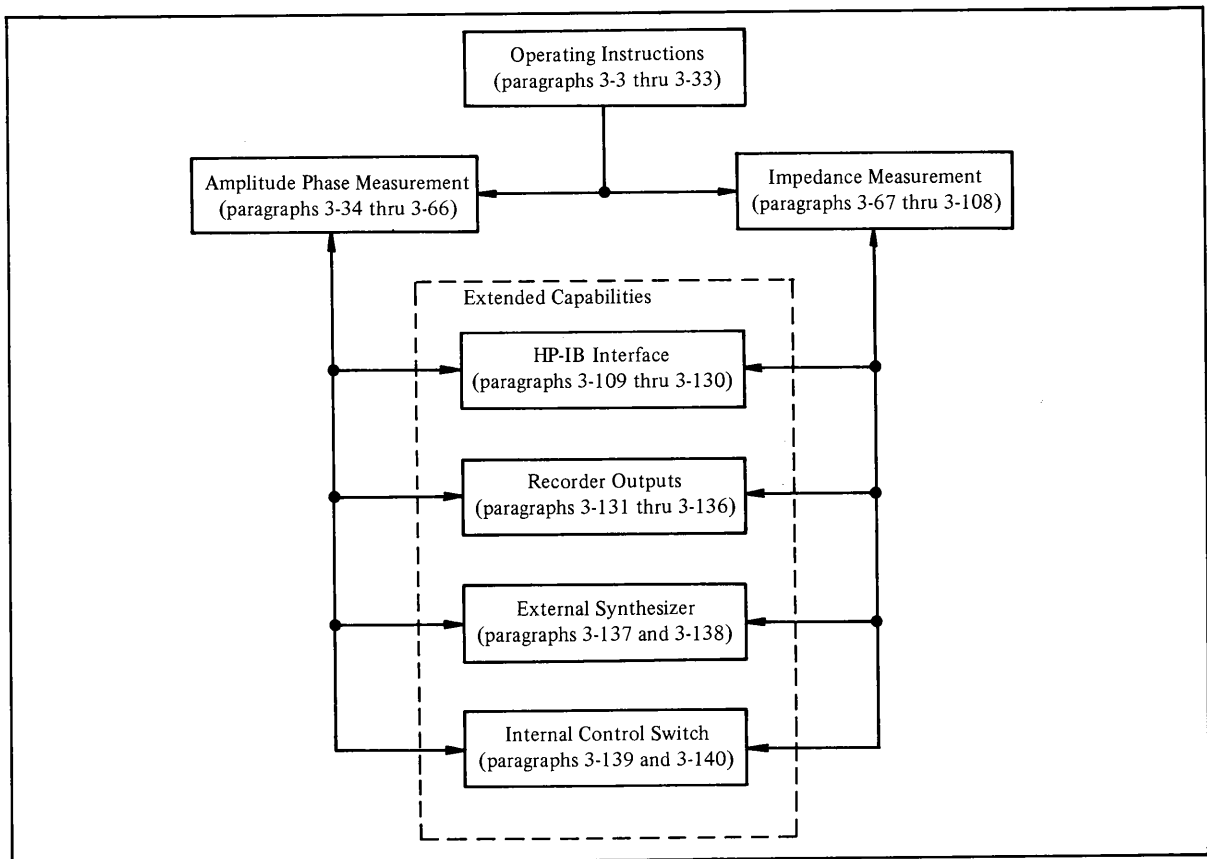 Operating Instructions
(paragraphs 3-3 thru 3-33)
Amplitude Phase Measurement
(paragraphs 3-34 thru 3-66)
Impedance Measurement
(paragraphs 3-67 thru 3-108)
Extended Capabilities
HP-IB Interface
(paragraphs 3-109 thru 3-130)
Recorder Outputs
(paragraphs 3-131 thru 3-136)
External Synthesizer
(paragraphs 3-137 and 3-138)
Internal Control Switch
(paragraphs 3-139 and 3-140)